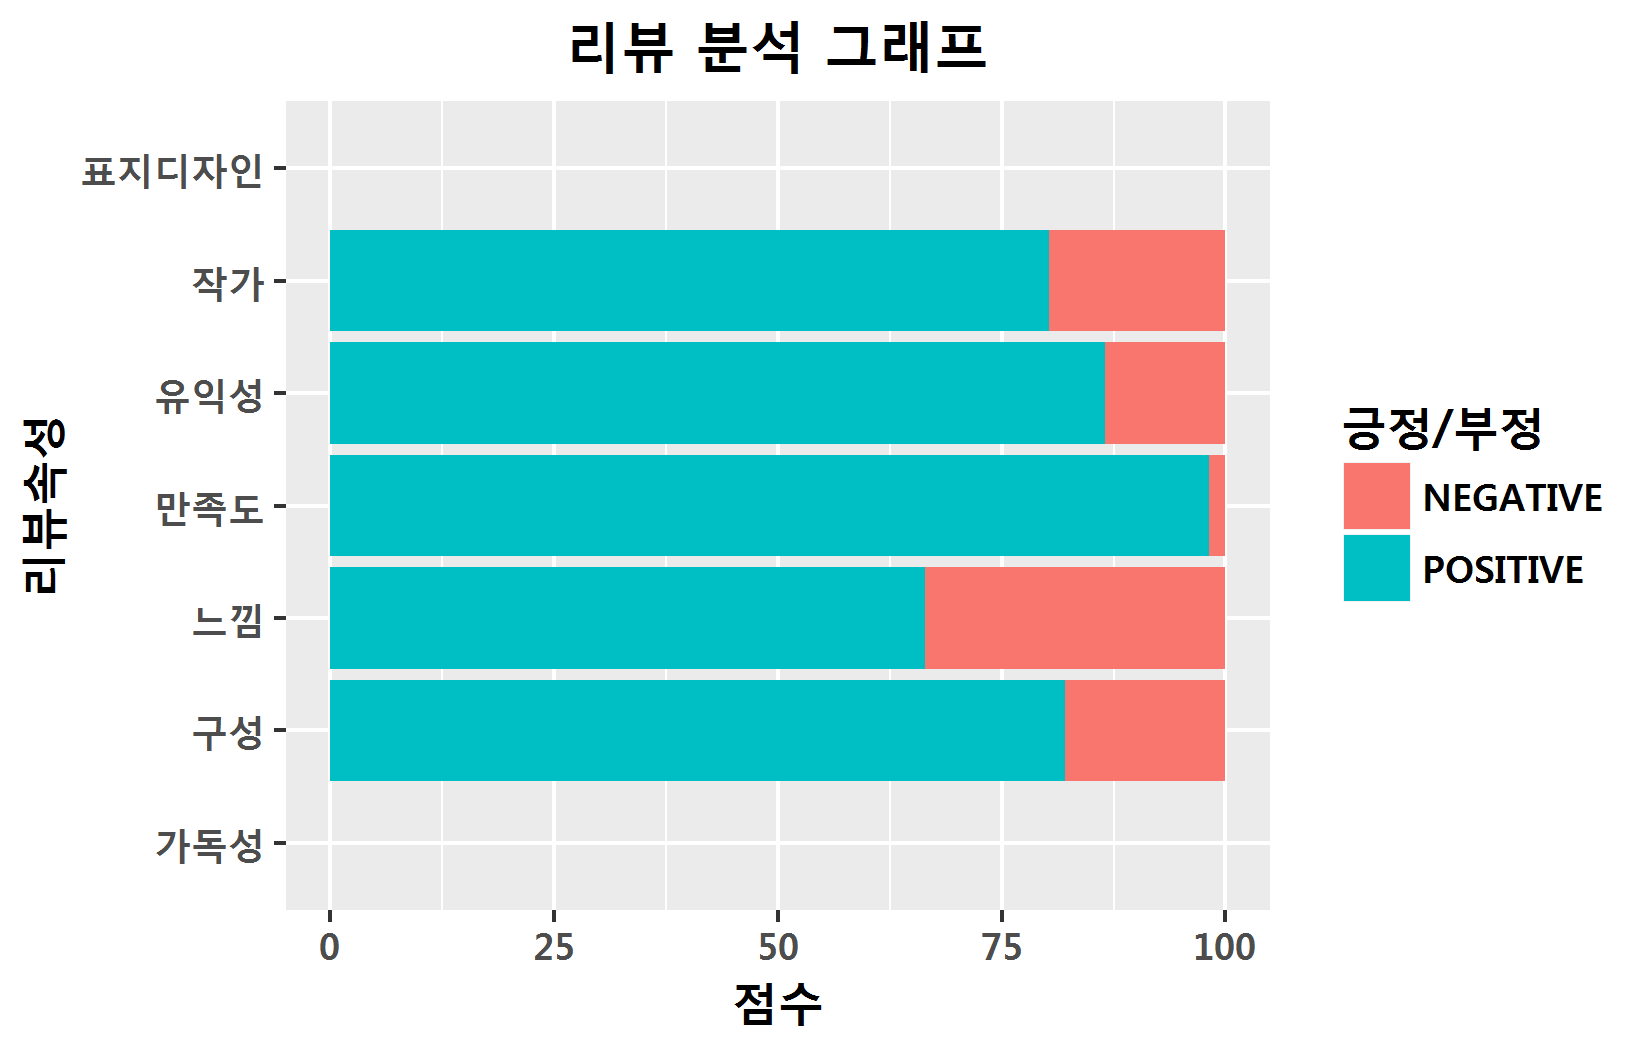 리뷰 분석 그래프
리뷰속성
표지디자인
작가
유익성
만족도
느낌
구성
가독성
0 25 50 75 100
점수
긍정/부정
NEGATIVE
POSITIVE